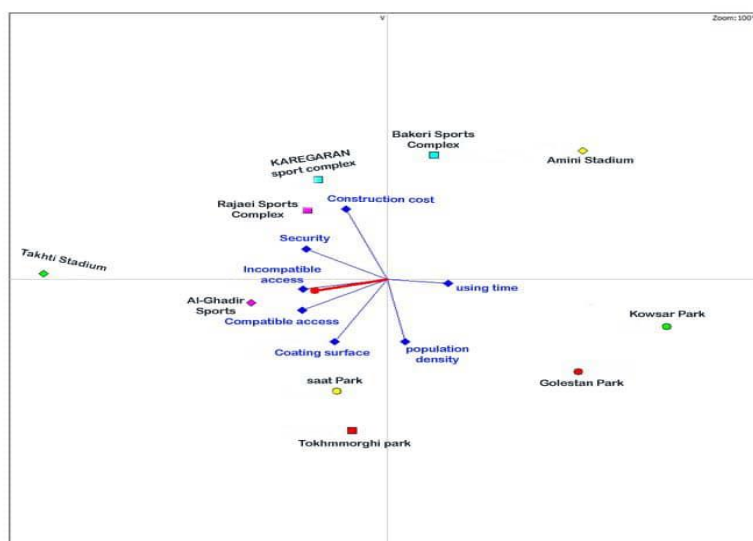 V
Zoom: 100%
Bakeri Sports
Complex
Amini Stadium
KAREGARAN
sport complex
Construction cost
Rajaei Sports
Complex
Security
Takhti Stadium
Incompatible
access
using time
Al-Ghadir
Sports
Compatible access
Kowsar Park
Coating surface
population
density
saat Park
Golestan Park
Tokhmmorghi park